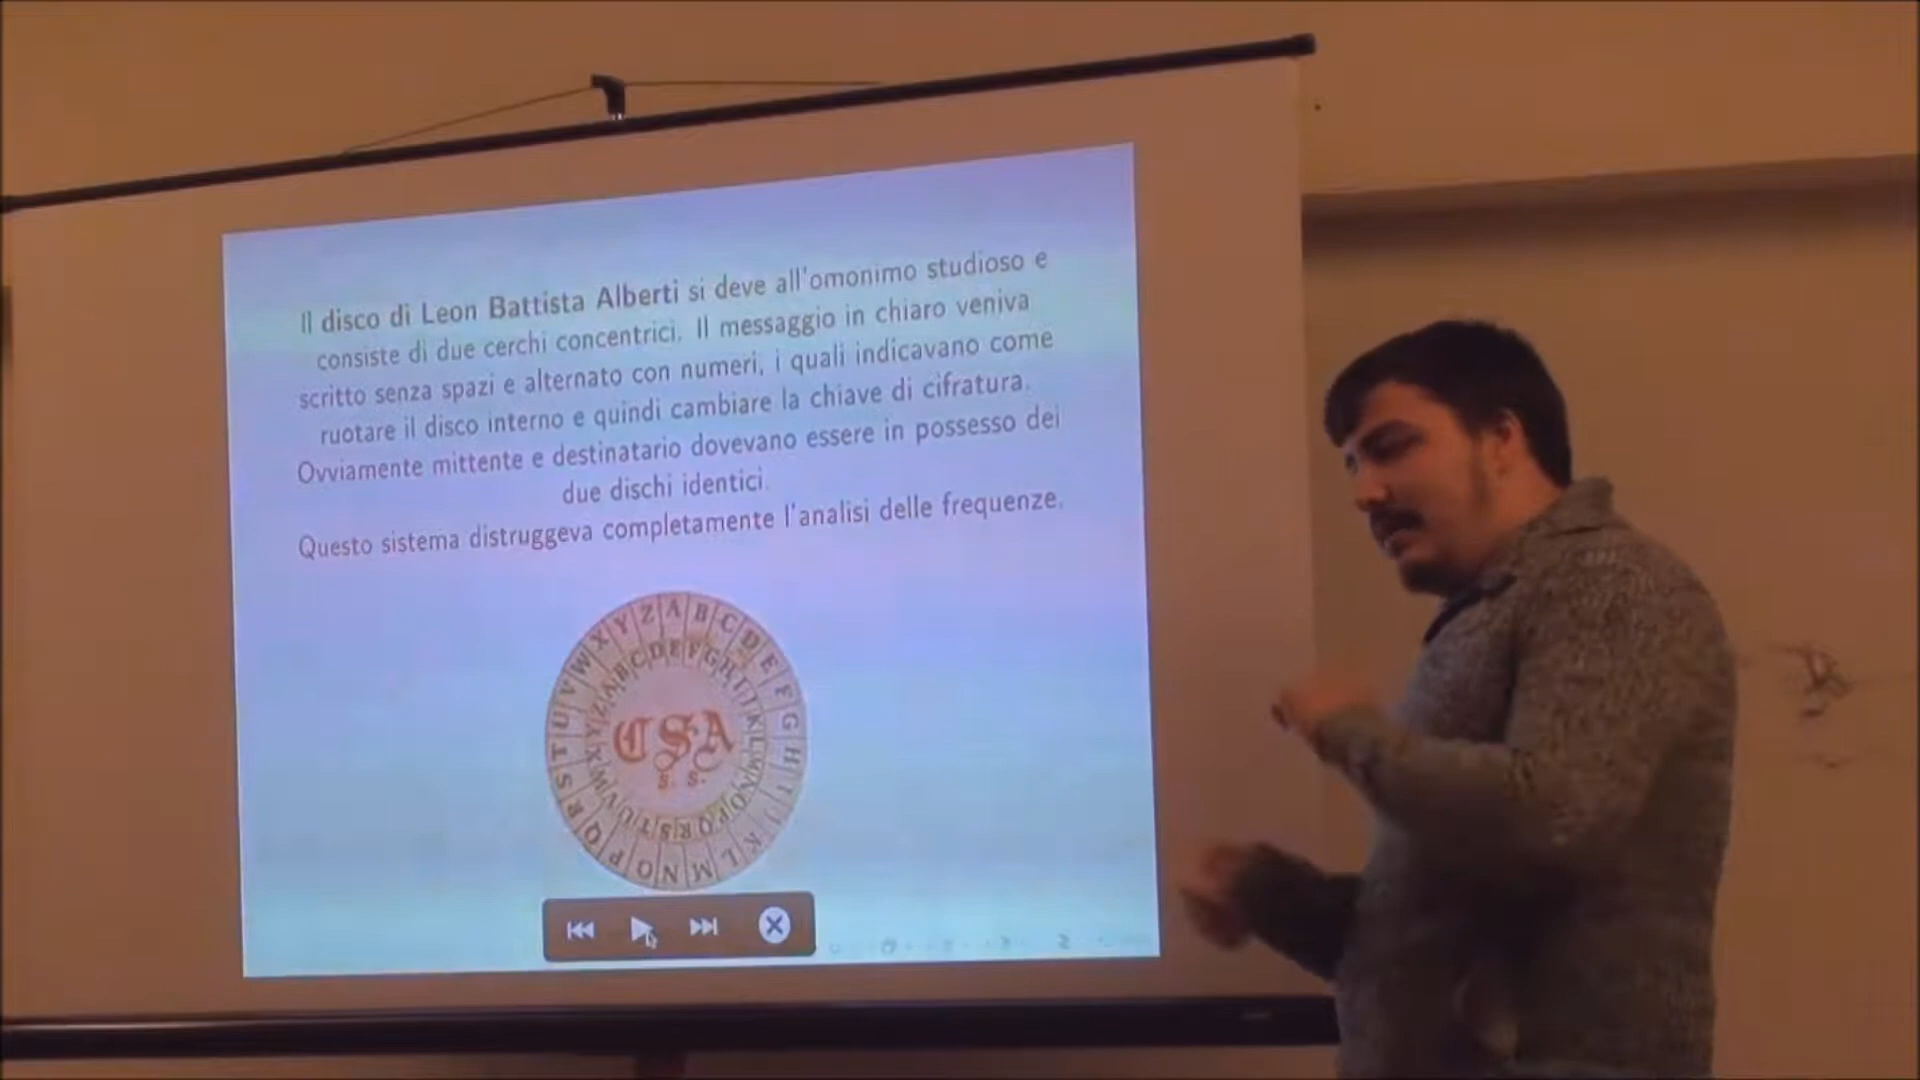 Il disco di Leon Battista Alberti si deve all'omonimo studioso e
consiste di due cerchi concentrici. Il messaggio in chiaro veniva
scritto senza spazi e alternato con numeri, i quali indicavano come
ruotare il disco interno e quindi cambiare la chiave di cifratura.
Ovviamente mittente e destinatario dovevano essere in possesso dei
due dischi identici.
Questo sistema distruggeva completamente l'analisi delle frequenze.
A B C D E F G H I J K L M N O P Q R S T U V W X Y Z
A B C D E F G H I J K L M N O P Q R S T U V W X Y Z
CSA
S. S.